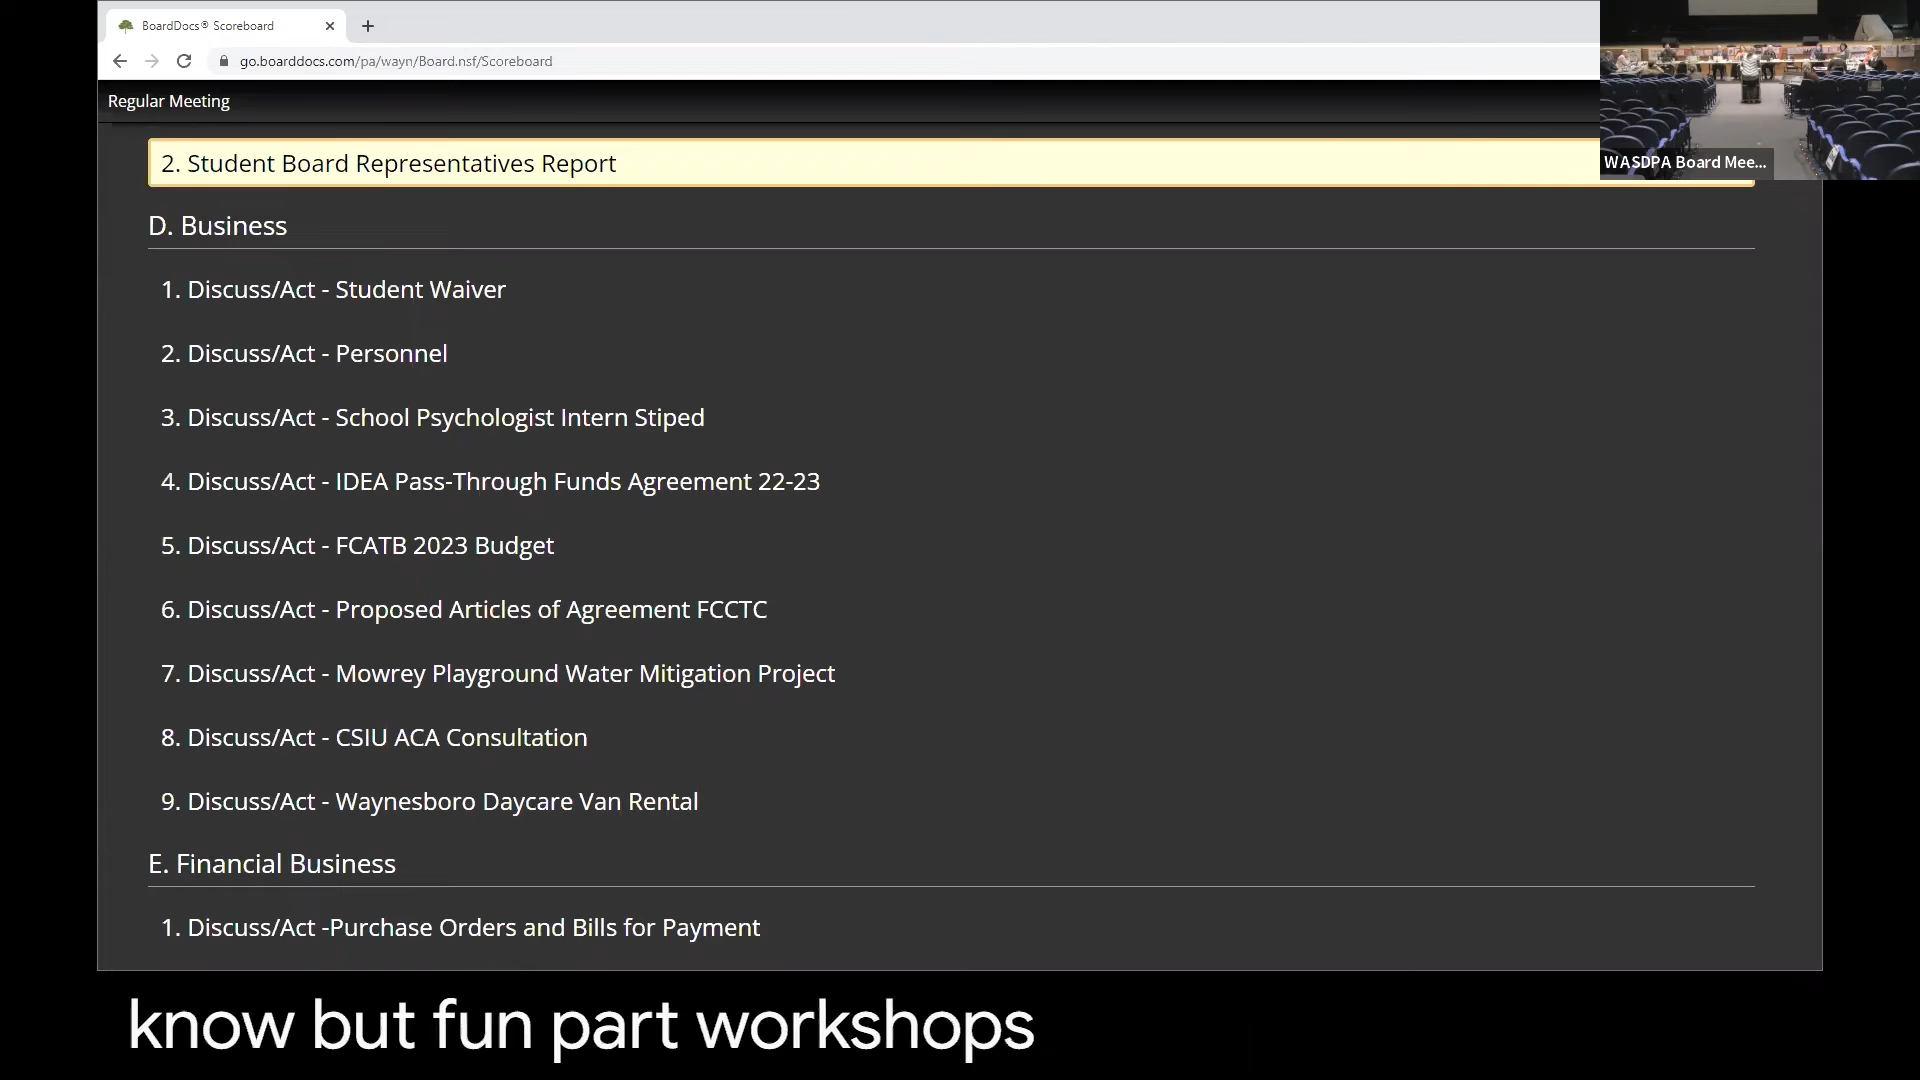 BoardDocs® Scoreboard
go.boarddocs.com/pa/wayn/Board.nsf/Scoreboard
Regular Meeting
WASDPA Board Mee...
2. Student Board Representatives Report
D. Business
1. Discuss/Act - Student Waiver
2. Discuss/Act - Personnel
3. Discuss/Act - School Psychologist Intern Stiped
4. Discuss/Act - IDEA Pass-Through Funds Agreement 22-23
5. Discuss/Act - FCATB 2023 Budget
6. Discuss/Act - Proposed Articles of Agreement FCCTC
7. Discuss/Act - Mowrey Playground Water Mitigation Project
8. Discuss/Act - CSIU ACA Consultation
9. Discuss/Act - Waynesboro Daycare Van Rental
E. Financial Business
1. Discuss/Act -Purchase Orders and Bills for Payment
know but fun part workshops